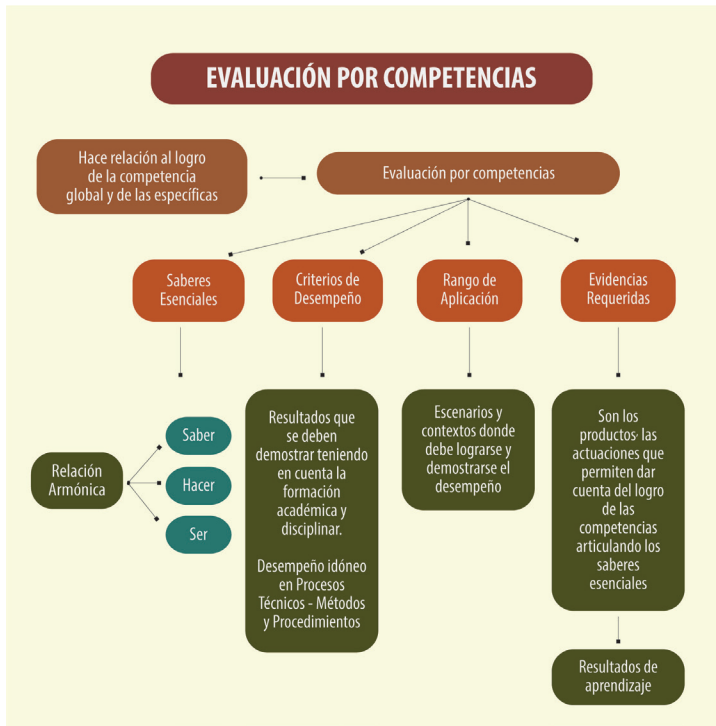 EVALUACIÓN POR COMPETENCIAS
Hace relación al logro
de la competencia
global y de las específicas
Evaluación por competencias
Saberes
Esenciales
Criterios de
Desempeño
Rango de
Aplicación
Evidencias
Requeridas
Relación
Armónica
Saber
Hacer
Ser
Resultados que
se deben
demostrar teniendo
en cuenta la
formación
académica y
disciplinar.
Desempeño idóneo
en Procesos
Técnicos - Métodos
y Procedimientos
Escenarios y
contextos donde
debe lograrse y
demostrarse el
desempeño
Son los
productos· las
actuaciones que
permiten dar
cuenta del logro
de las
competencias
articulando los
saberes
esenciales
Resultados de
aprendizaje